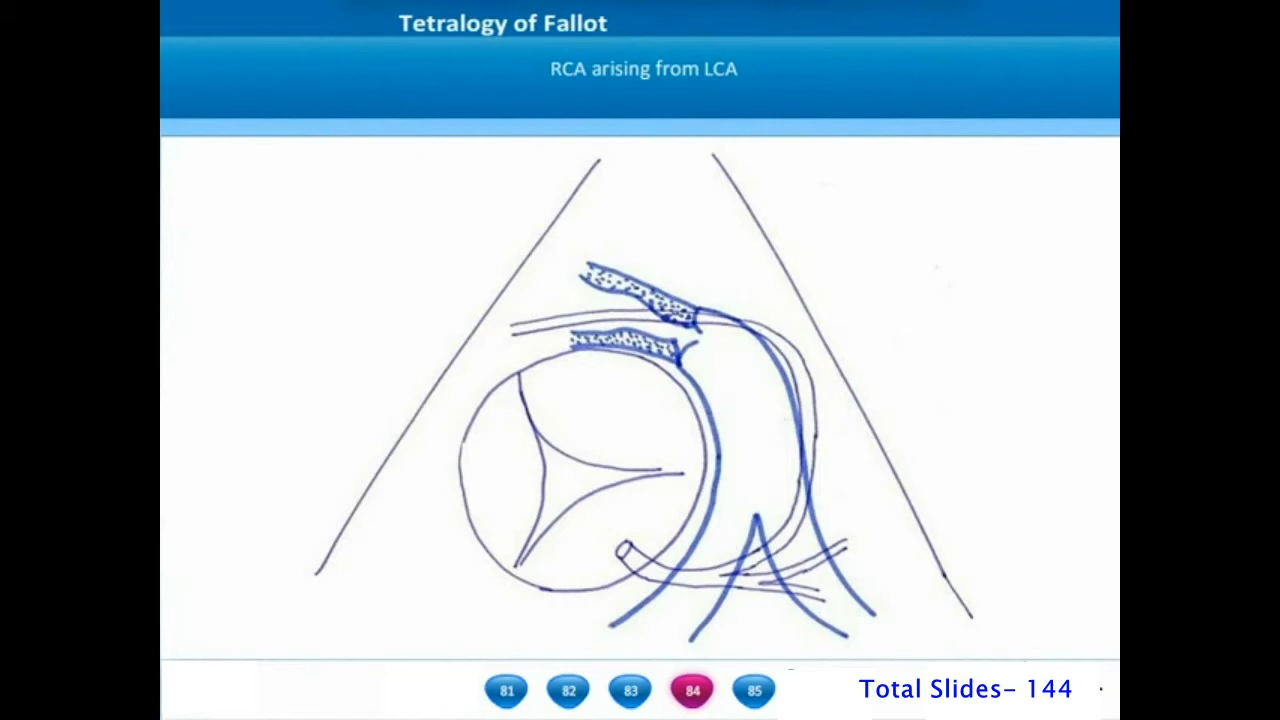 Tetralogy of Fallot
RCA arising from LCA
81 82 83 84 85
Total Slides- 144